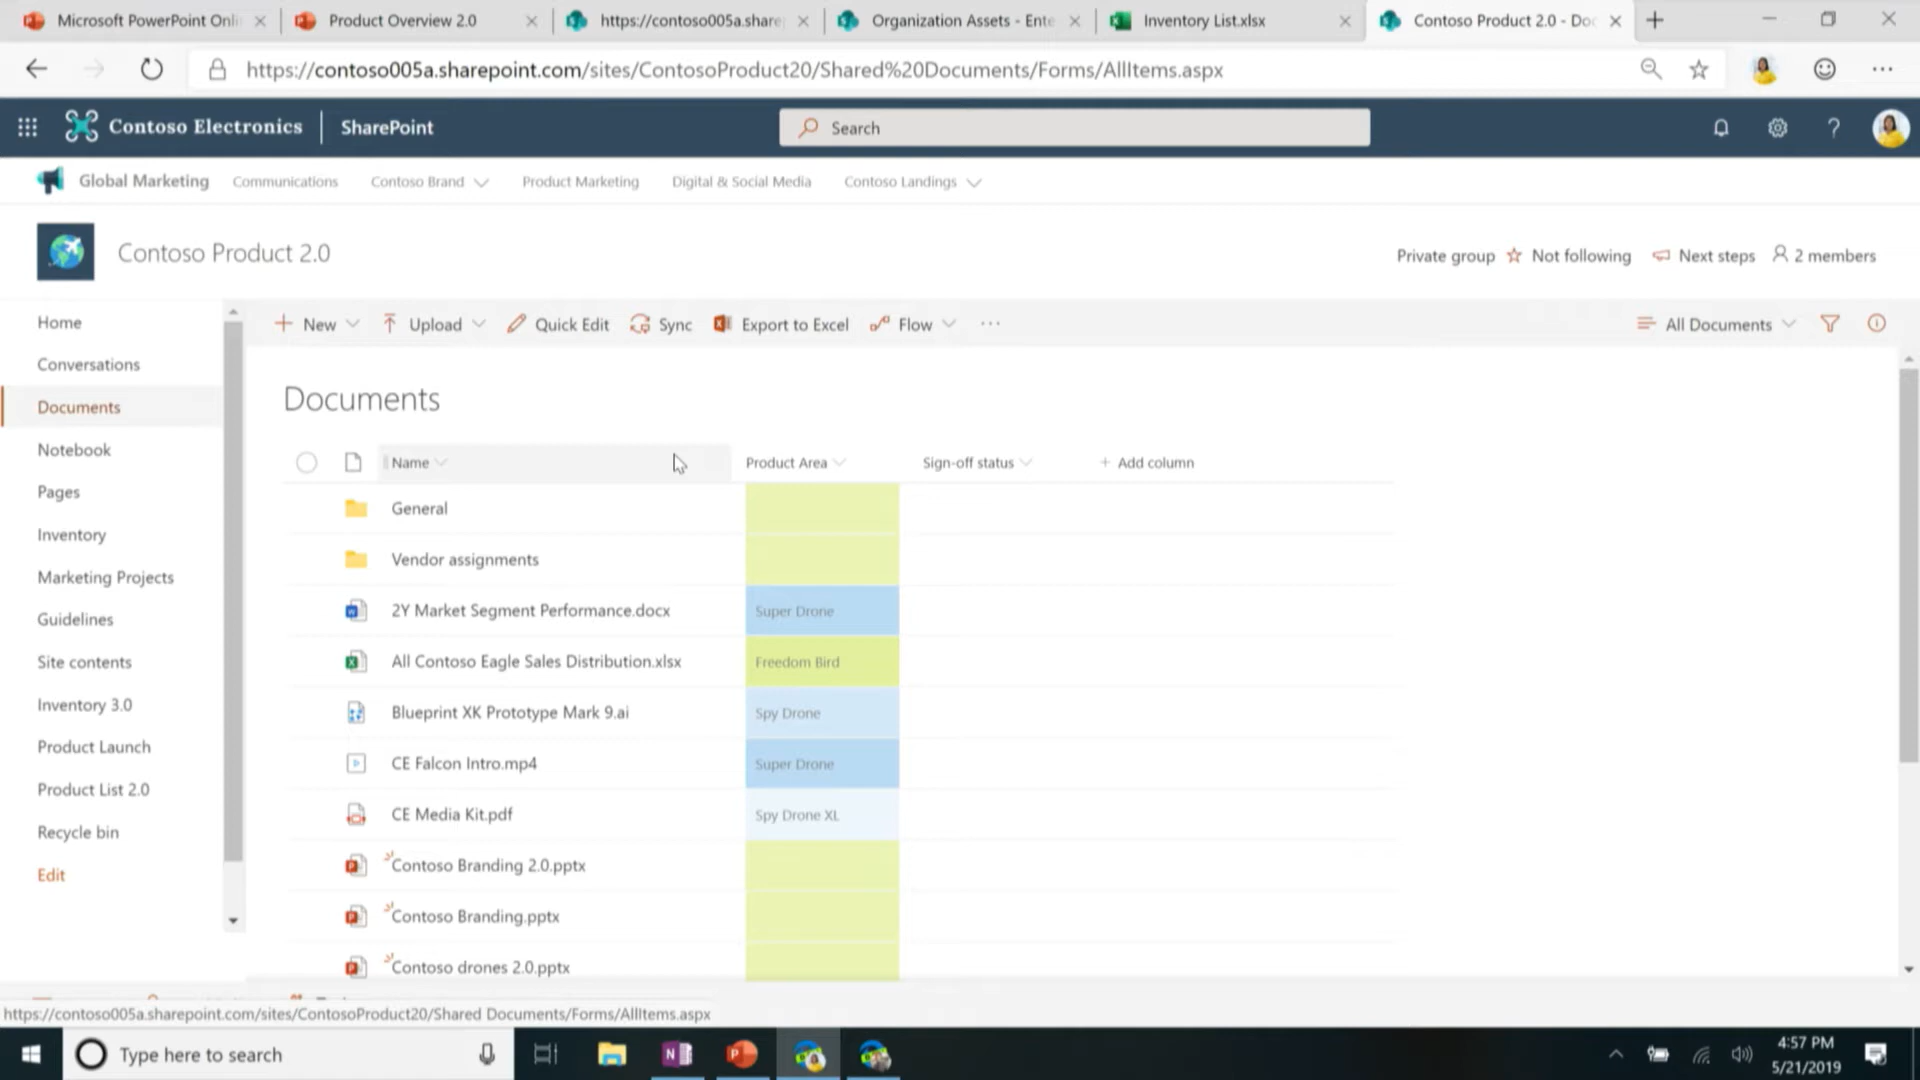 Microsoft PowerPoint Onli
Product Overview 2.0
https://contoso005a.share
Organization Assets - Ente
Inventory List.xlsx
Contoso Product 2.0 - Doc
https://contoso005a.sharepoint.com/sites/ContosoProduct20/Shared%20Documents/Forms/AllItems.aspx
Contoso Electronics
SharePoint
Search
Global Marketing
Communications
Contoso Brand
Product Marketing
Digital & Social Media
Contoso Landings
Contoso Product 2.0
Private group
Not following
Next steps
2 members
Home
Conversations
Documents
Notebook
Pages
Inventory
Marketing Projects
Guidelines
Site contents
Inventory 3.0
Product Launch
Product List 2.0
Recycle bin
Edit
+ New
Upload
Quick Edit
Sync
Export to Excel
Flow
All Documents
Documents
Name
Product Area
Sign-off status
+ Add column
General
Vendor assignments
2Y Market Segment Performance.docx
Super Drone
All Contoso Eagle Sales Distribution.xlsx
Freedom Bird
Blueprint XK Prototype Mark 9.ai
Spy Drone
CE Falcon Intro.mp4
Super Drone
CE Media Kit.pdf
Spy Drone XL
Contoso Branding 2.0.pptx
Contoso Branding.pptx
Contoso drones 2.0.pptx
https://contoso005a.sharepoint.com/sites/ContosoProduct20/Shared Documents/Forms/AllItems.aspx
Type here to search
4:57 PM
5/21/2019